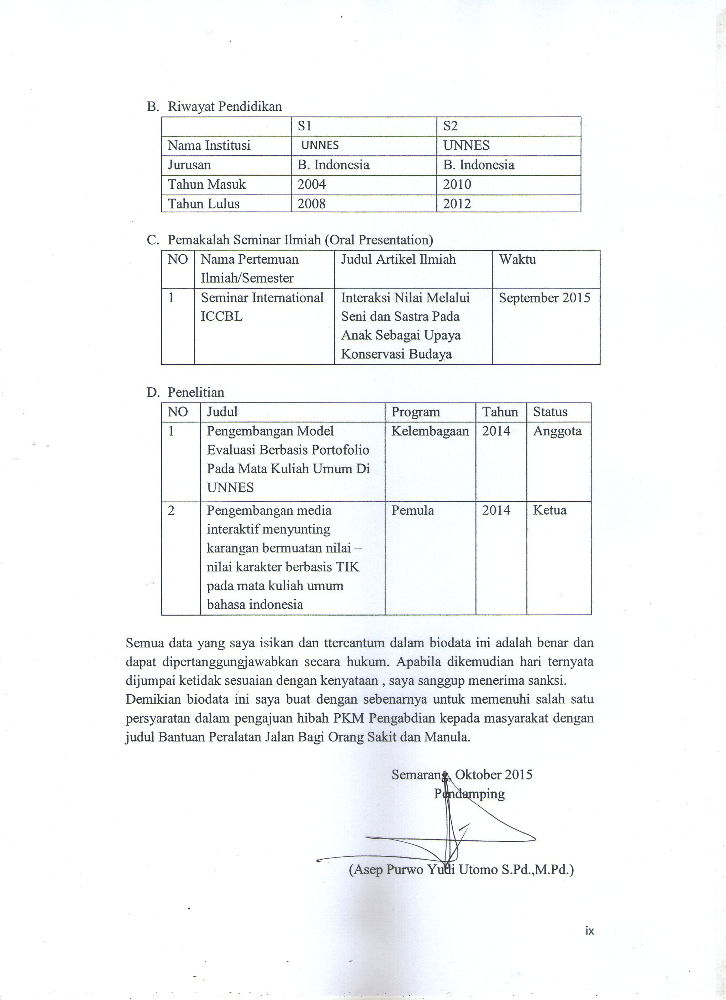 B. Riwayat Pendidikan
S1 S2
Nama Institusi UNNES UNNES
Jurusan B. Indonesia B. Indonesia
Tahun Masuk 2004 2010
Tahun Lulus 2008 2012
C. Pemakalah Seminar Ilmiah (Oral Presentation)
NO Nama Pertemuan Judul Artikel Ilmiah Waktu
Ilmiah/Semester
1 Seminar International Interaksi Nilai Melalui September 2015
ICCBL Seni dan Sastra Pada
Anak Sebagai Upaya
Konservasi Budaya
D. Penelitian
NO Judul Program Tahun Status
1 Pengembangan Model Kelembagaan 2014 Anggota
Evaluasi Berbasis Portofolio
Pada Mata Kuliah Umum Di
UNNES
2 Pengembangan media Pemula 2014 Ketua
interaktif menyunting
karangan bermuatan nilai –
nilai karakter berbasis TIK
pada mata kuliah umum
bahasa indonesia
Semua data yang saya isikan dan ttercantum dalam biodata ini adalah benar dan
dapat dipertanggungjawabkan secara hukum. Apabila dikemudian hari ternyata
dijumpai ketidak sesuaian dengan kenyataan , saya sanggup menerima sanksi.
Demikian biodata ini saya buat dengan sebenarnya untuk memenuhi salah satu
persyaratan dalam pengajuan hibah PKM Pengabdian kepada masyarakat dengan
judul Bantuan Peralatan Jalan Bagi Orang Sakit dan Manula.
Semarang, Oktober 2015
Pendamping
(Asep Purwo Yudi Utomo S.Pd.,M.Pd.)
ix